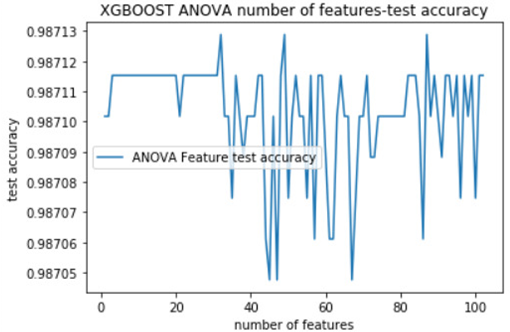 XGBOOST ANOVA number of features-test accuracy
0.98713
0.98712
0.98711
0.98710
0.98709
0.98708
0.98707
0.98706
0.98705
test accuracy
ANOVA Feature test accuracy
0 20 40 60 80 100
number of features